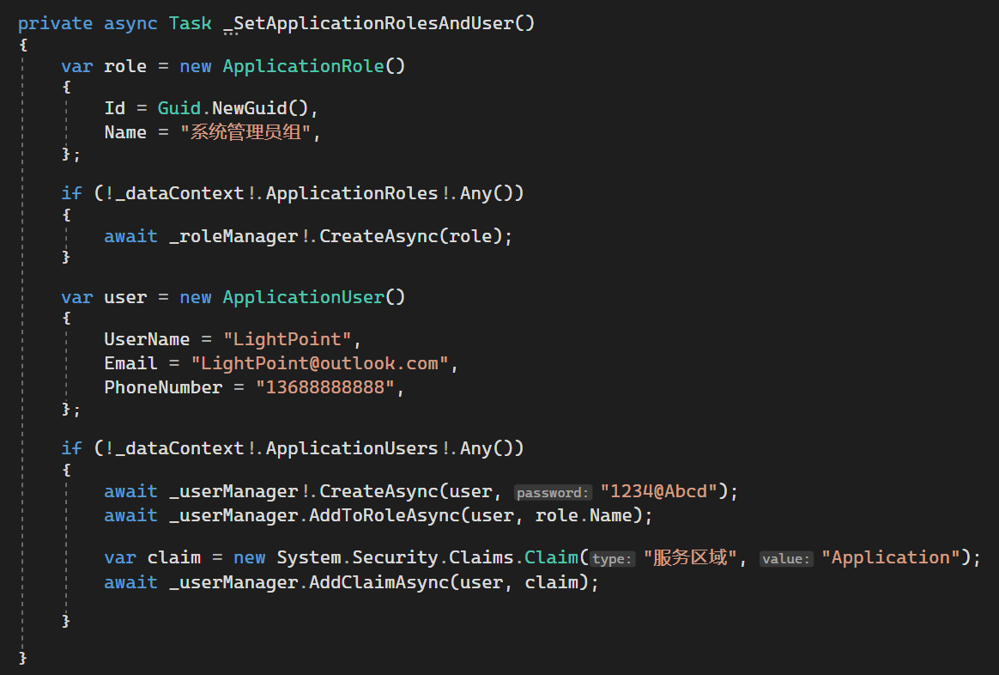 private async Task _SetApplicationRolesAndUser()
{
    var role = new ApplicationRole()
    {
        Id = Guid.NewGuid(),
        Name = "系统管理员组",
    };
    if (!_dataContext!.ApplicationRoles!.Any())
    {
        await _roleManager!.CreateAsync(role);
    }
    var user = new ApplicationUser()
    {
        UserName = "LightPoint",
        Email = "LightPoint@outlook.com",
        PhoneNumber = "13688888888",
    };
    if (!_dataContext!.ApplicationUsers!.Any())
    {
        await _userManager!.CreateAsync(user, password: "1234@Abcd");
        await _userManager.AddToRoleAsync(user, role.Name);
        var claim = new System.Security.Claims.Claim(type: "服务区域", value: "Application");
        await _userManager.AddClaimAsync(user, claim);
    }
}